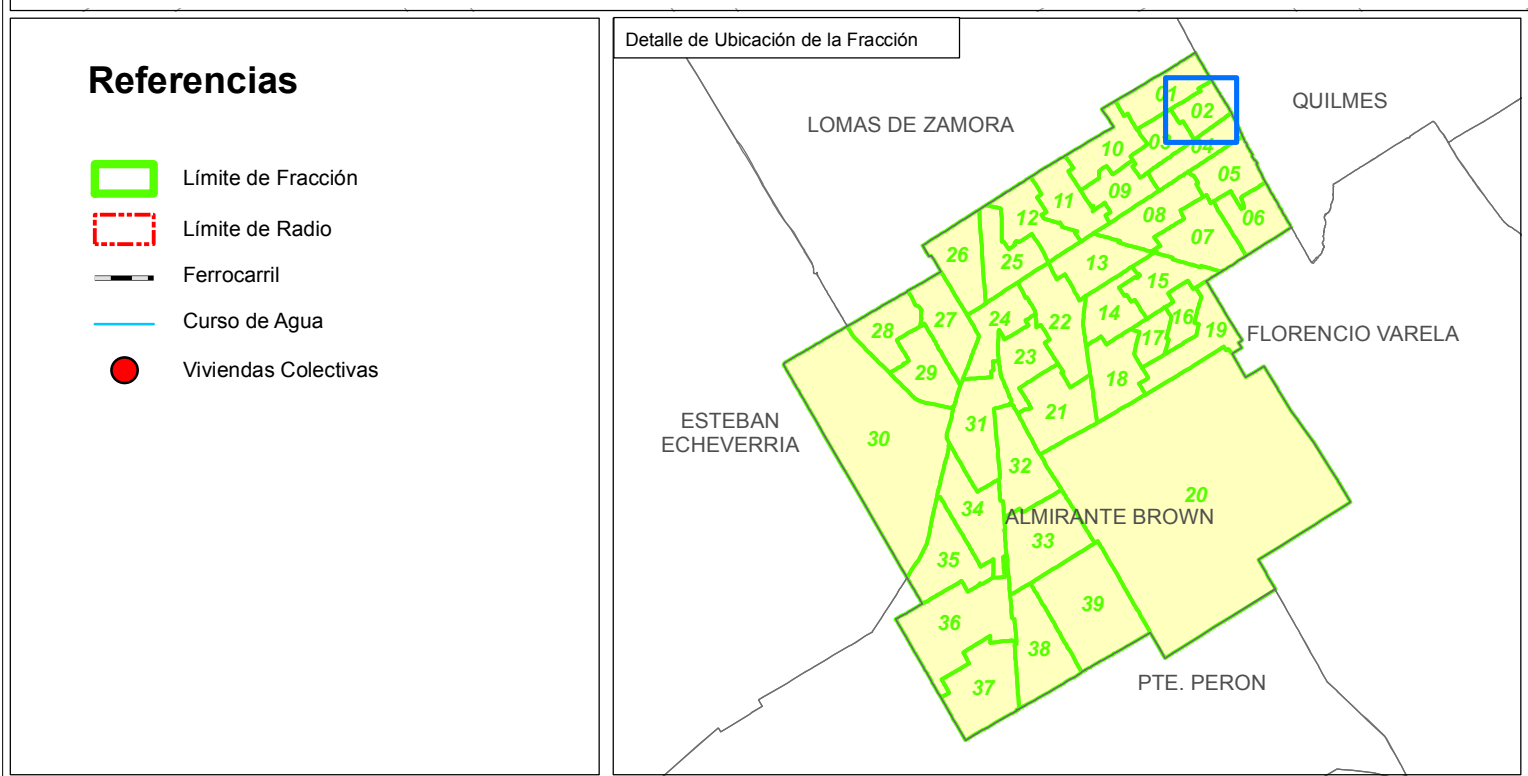 Referencias
Límite de Fracción
Límite de Radio
Ferrocarril
Curso de Agua
Viviendas Colectivas
Detalle de Ubicación de la Fracción
LOMAS DE ZAMORA
QUILMES
FLORENCIO VARELA
ESTEBAN
ECHEVERRIA
ALMIRANTE BROWN
PTE. PERON
01
02
03
04
05
06
07
08
09
10
11
12
13
14
15
16
17
18
19
20
21
22
23
24
25
26
27
28
29
30
31
32
33
34
35
36
37
38
39